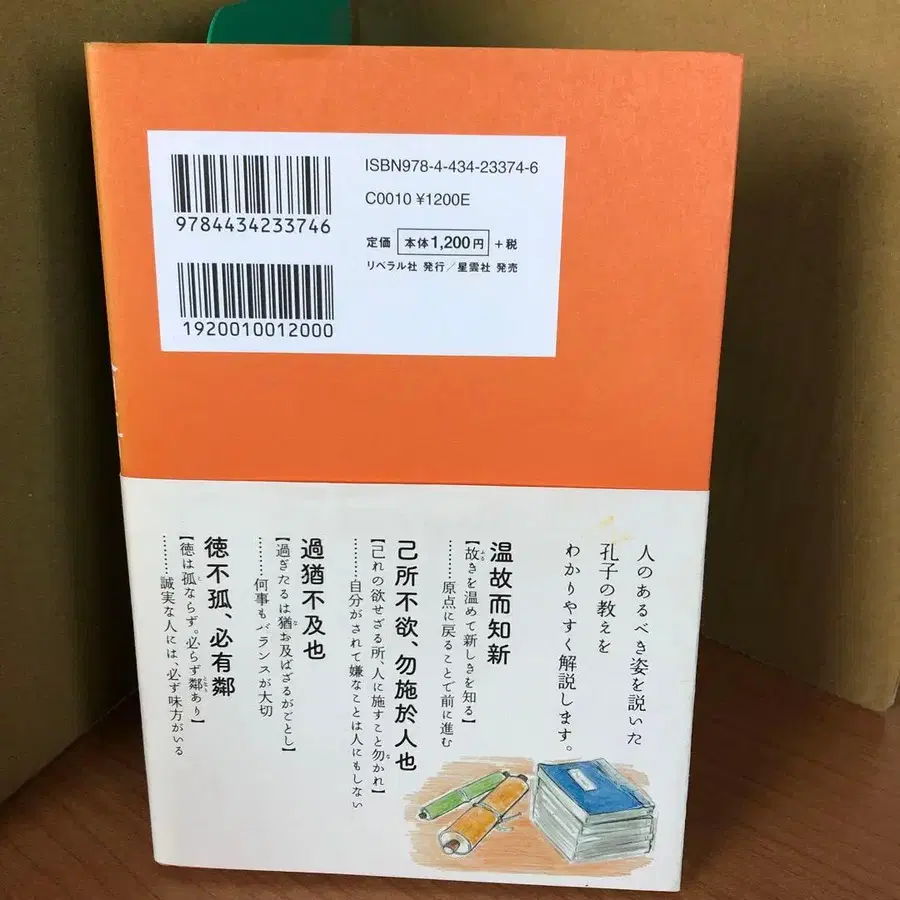 ISBN978-4-434-23374-6
C0010 ¥1200E
定価 本体1,200円 +税
リベラル社 発行／星雲社 発売
9784434233746
1920010012000
人のあるべき姿を説いた
孔子の教えを
わかりやすく解説します。
温故而知新
【故きを温めて新しきを知る】
………原点に戻ることで前に進む
己所不欲、勿施於人也
【己れの欲せざる所、人に施すこと勿かれ】
………自分がされて嫌なことは人にもしない
過猶不及也
【過ぎたるは猶お及ばざるがごとし】
………何事もバランスが大切
徳不孤、必有鄰
【徳は孤ならず。必らず鄰あり】
………誠実な人には、必ず味方がいる